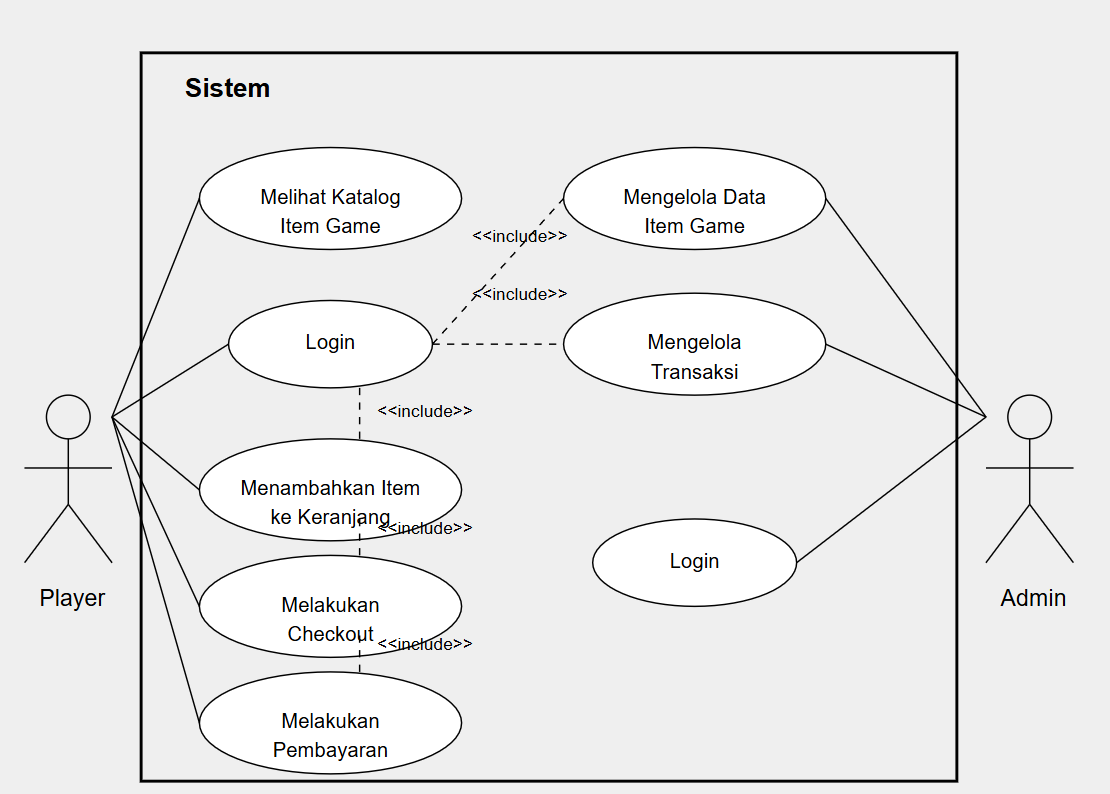 Sistem
Melihat Katalog
Item Game
Mengelola Data
Item Game
<<include>>
<<include>>
Login
Mengelola
Transaksi
<<include>>
Menambahkan Item
ke Keranjang
<<include>>
Login
Player
Admin
Melakukan
Checkout
<<include>>
Melakukan
Pembayaran